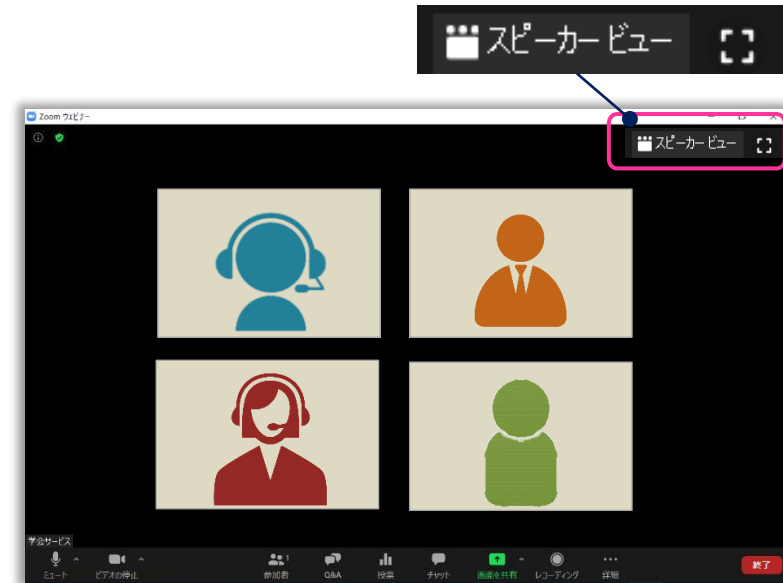 スピーカー ビュー
Zoom ウェビナー
スピーカー ビュー
学会サービス
ミュート ビデオの停止 参加者 1 Q&A 投票 チャット 画面を共有 レコーディング 詳細 終了